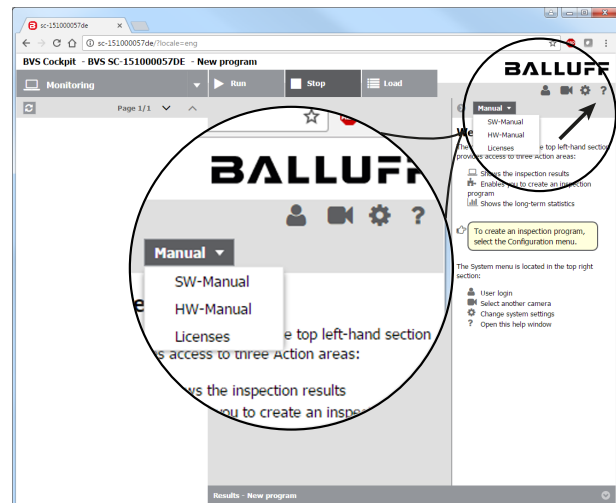 sc-151000057de
sc-151000057de/?locale=eng
BVS Cockpit - BVS SC-151000057DE - New program
BALLUFF
Monitoring
Run
Stop
Load
Page 1/1
Manual
SW-Manual
HW-Manual
Licenses
We
The
e top left-hand section
provides access to three Action areas:
Shows the inspection results
Enables you to create an inspection
program
Shows the long-term statistics
To create an inspection program,
select the Configuration menu.
The System menu is located in the top right
section:
User login
Select another camera
Change system settings
? Open this help window
BALLUFF
?
Manual
SW-Manual
HW-Manual
Licenses
e top left-hand section
s access to three Action areas:
ws the inspection results
you to create an inspe
Results - New program